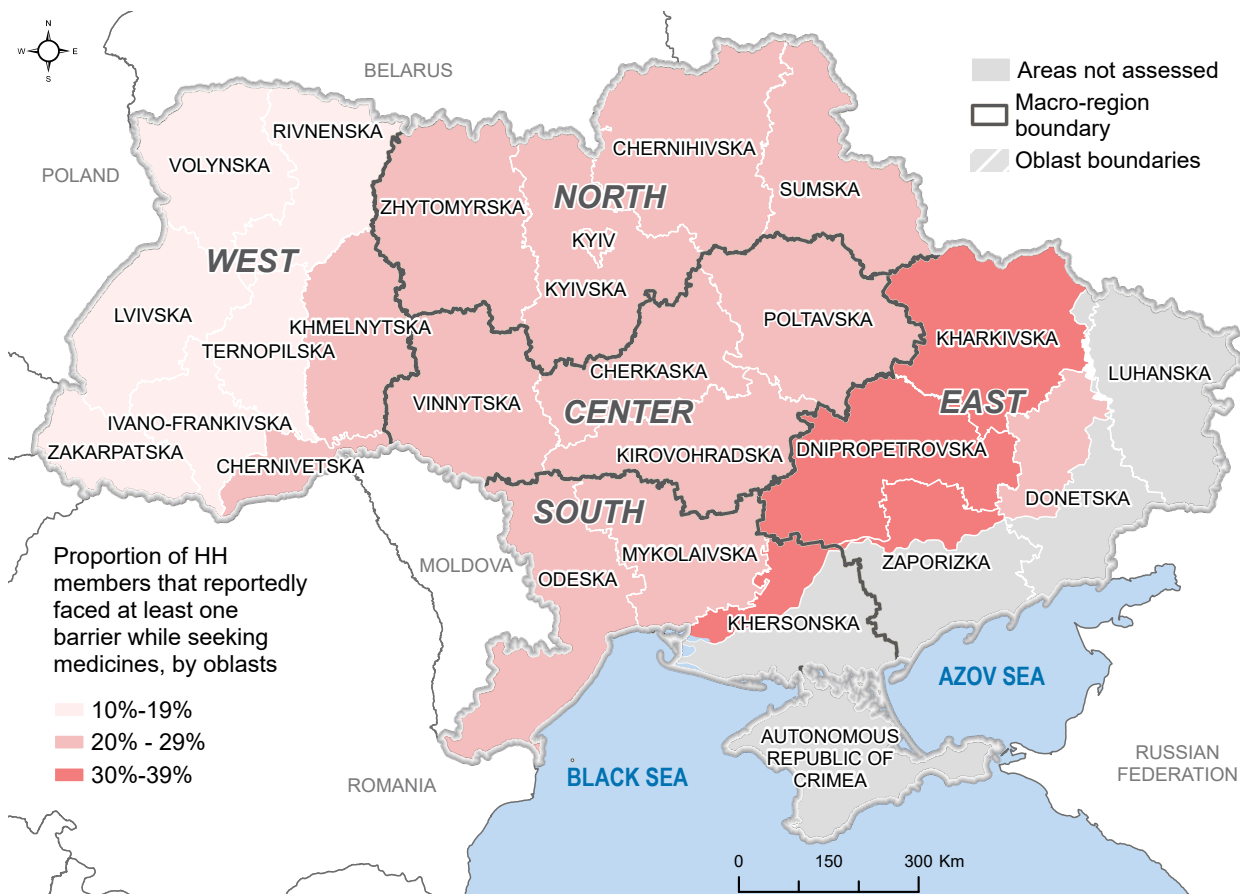 N
W
E
S
BELARUS
POLAND
Areas not assessed
Macro-region
boundary
Oblast boundaries
RIVNENSKA
VOLYNSKA
CHERNIHIVSKA
SUMSKA
ZHYTOMYRSKA
NORTH
KYIV
WEST
KYIVSKA
LVIVSKA
KHMELNYTSKA
TERNOPILSKA
POLTAVSKA
KHARKIVSKA
LUHANSKA
CHERKASKA
VINNYTSKA
CENTER
EAST
IVANO-FRANKIVSKA
ZAKARPATSKA
CHERNIVETSKA
KIROVOHRADSKA
DNIPROPETROVSKA
DONETSKA
SOUTH
MYKOLAIVSKA
ODESKA
MOLDOVA
ZAPORIZKA
KHERSONSKA
Proportion of HH
members that reportedly
faced at least one
barrier while seeking
medicines, by oblasts
10%-19%
20% - 29%
30%-39%
AZOV SEA
BLACK SEA
AUTONOMOUS
REPUBLIC OF
CRIMEA
ROMANIA
RUSSIAN
FEDERATION
0 150 300 Km